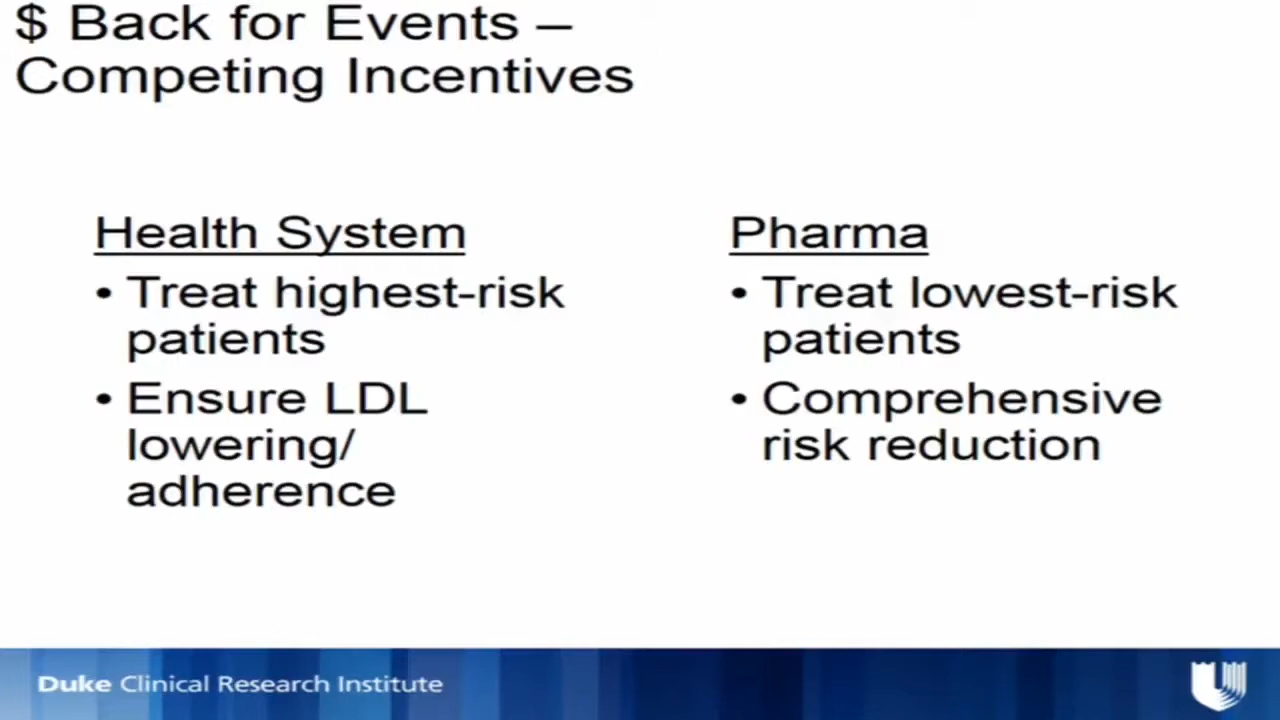 $ Back for Events –
Competing Incentives
Health System
• Treat highest-risk
patients
• Ensure LDL
lowering/
adherence
Pharma
• Treat lowest-risk
patients
• Comprehensive
risk reduction
Duke Clinical Research Institute